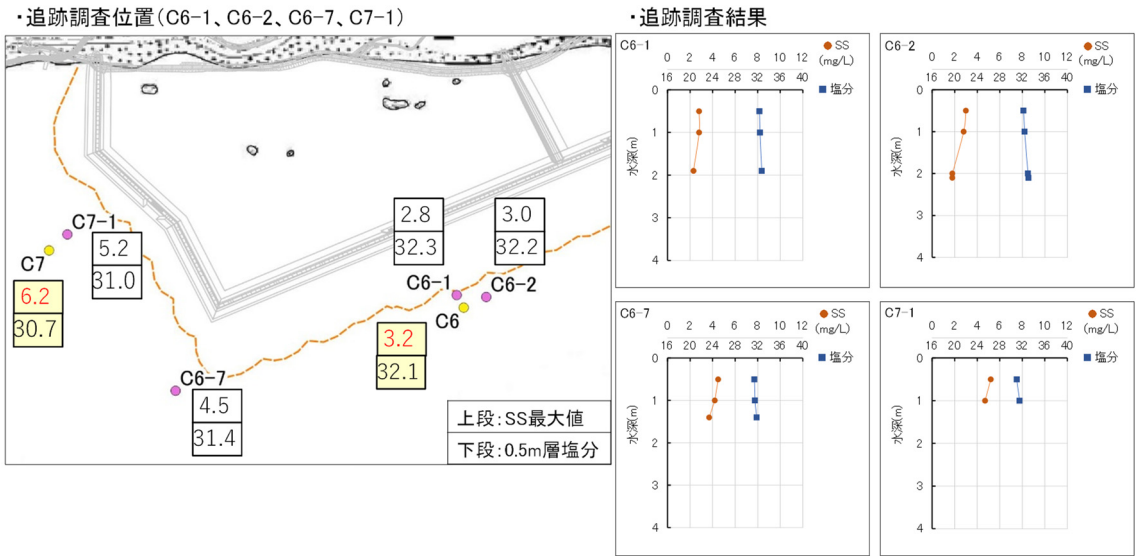 ・追跡調査位置(C6-1、C6-2、C6-7、C7-1)
C7-1
5.2
31.0
C7
6.2
30.7
2.8
32.3
3.0
32.2
C6-1
C6-2
C6
3.2
32.1
C6-7
4.5
31.4
上段:SS最大値
下段:0.5m層塩分
・追跡調査結果
C6-1
SS
(mg/L)
0 2 4 6 8 10 12
16 20 24 28 32 36 40
塩分
水深(m)
0
1
2
3
4
C6-2
SS
(mg/L)
0 2 4 6 8 10 12
16 20 24 28 32 36 40
塩分
水深(m)
0
1
2
3
4
C6-7
SS
(mg/L)
0 2 4 6 8 10 12
16 20 24 28 32 36 40
塩分
水深(m)
0
1
2
3
4
C7-1
SS
(mg/L)
0 2 4 6 8 10 12
16 20 24 28 32 36 40
塩分
水深(m)
0
1
2
3
4